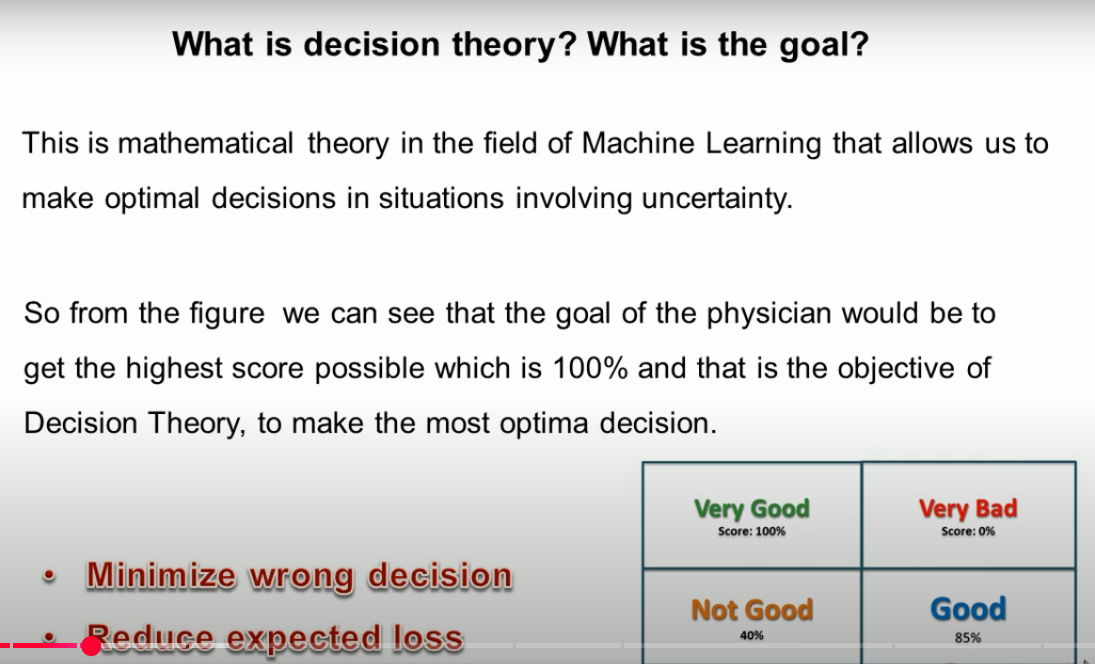 What is decision theory? What is the goal?
This is mathematical theory in the field of Machine Learning that allows us to
make optimal decisions in situations involving uncertainty.
So from the figure we can see that the goal of the physician would be to
get the highest score possible which is 100% and that is the objective of
Decision Theory, to make the most optima decision.
Very Good
Score: 100%
Very Bad
Score: 0%
Not Good
40%
Good
85%
• Minimize wrong decision
• Reduce expected loss